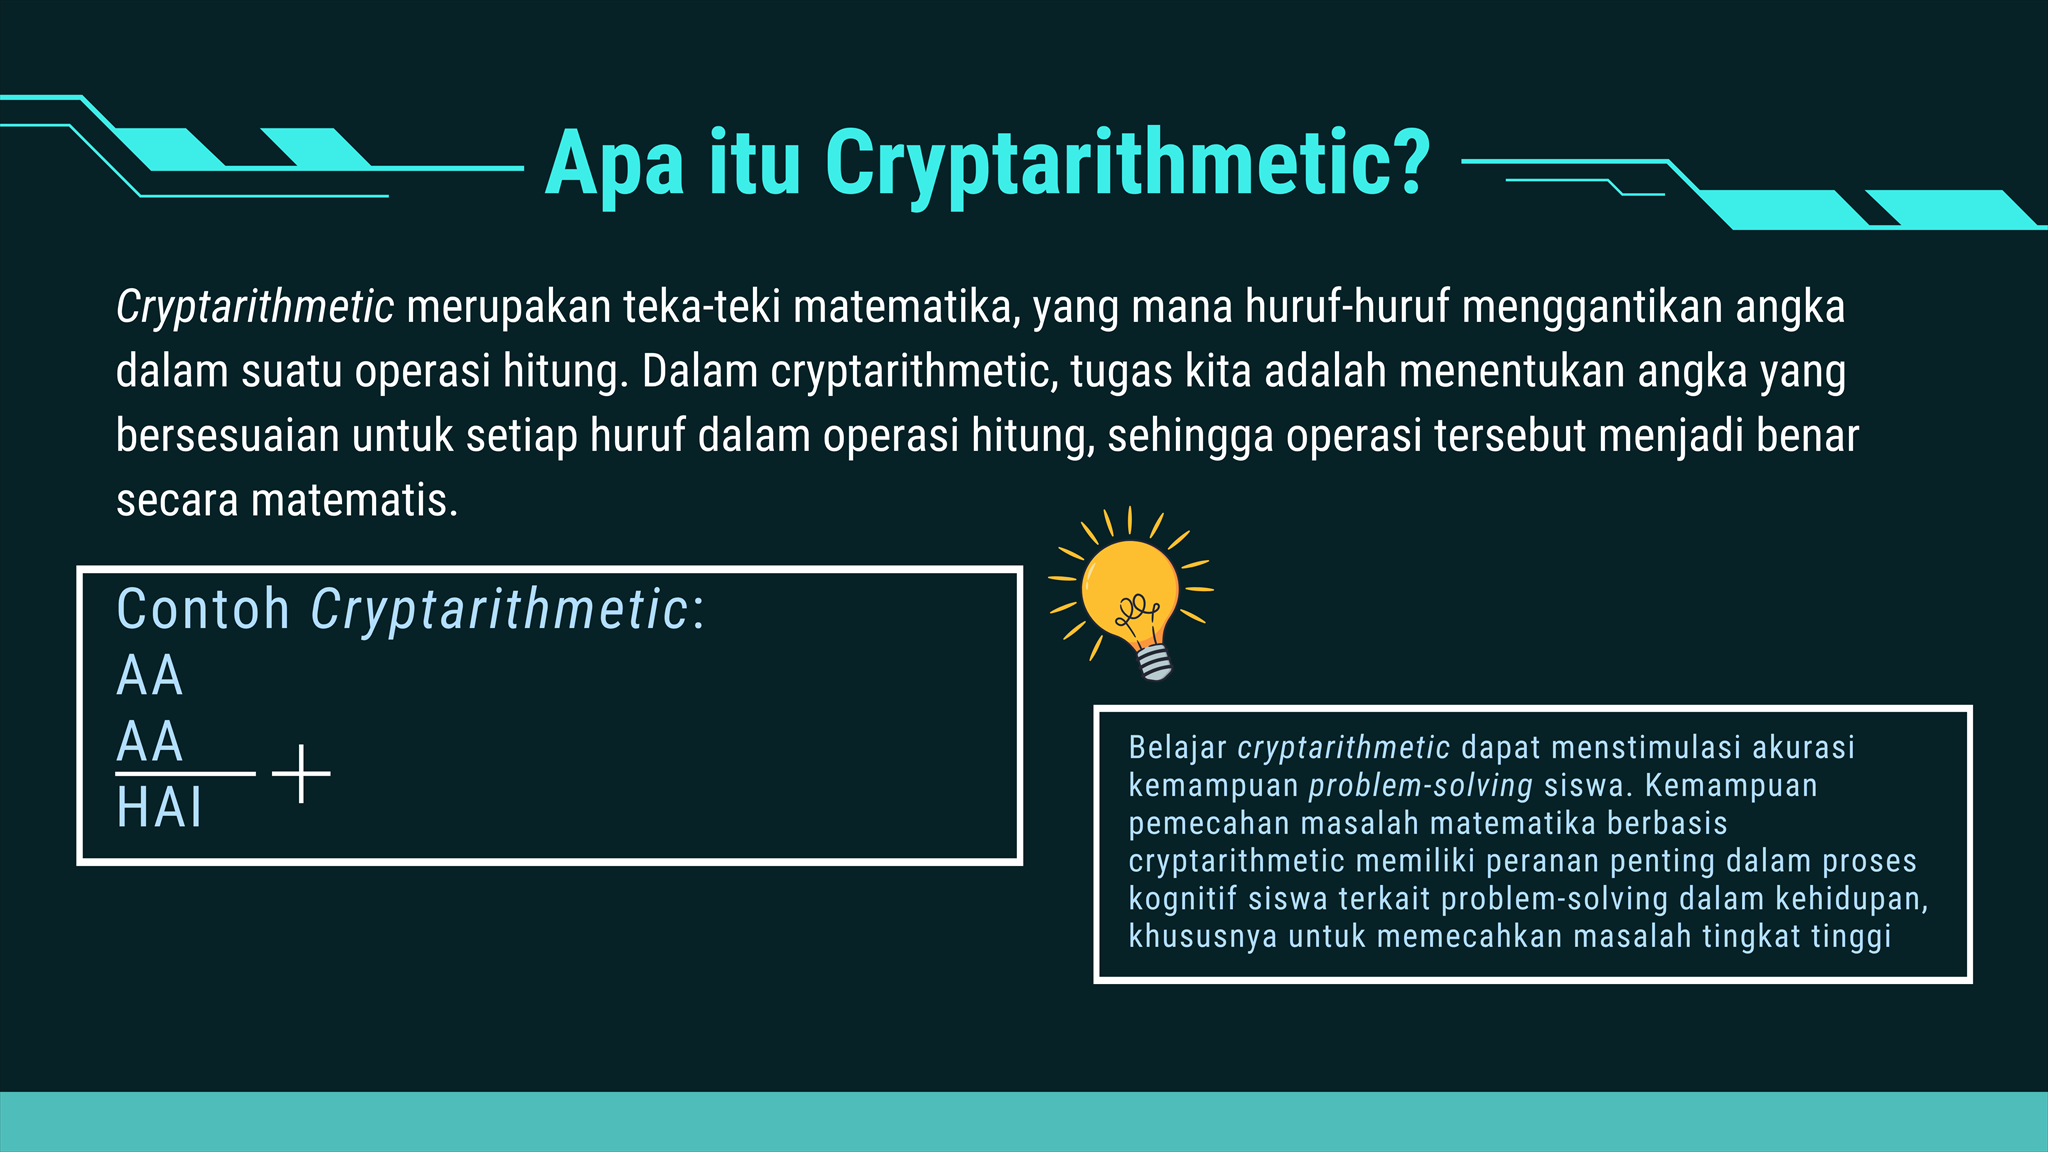 Apa itu Cryptarithmetic?
Cryptarithmetic merupakan teka-teki matematika, yang mana huruf-huruf menggantikan angka
dalam suatu operasi hitung. Dalam cryptarithmetic, tugas kita adalah menentukan angka yang
bersesuaian untuk setiap huruf dalam operasi hitung, sehingga operasi tersebut menjadi benar
secara matematis.
Contoh Cryptarithmetic:
AA
AA
+
HAI
Belajar cryptarithmetic dapat menstimulasi akurasi
kemampuan problem-solving siswa. Kemampuan
pemecahan masalah matematika berbasis
cryptarithmetic memiliki peranan penting dalam proses
kognitif siswa terkait problem-solving dalam kehidupan,
khususnya untuk memecahkan masalah tingkat tinggi